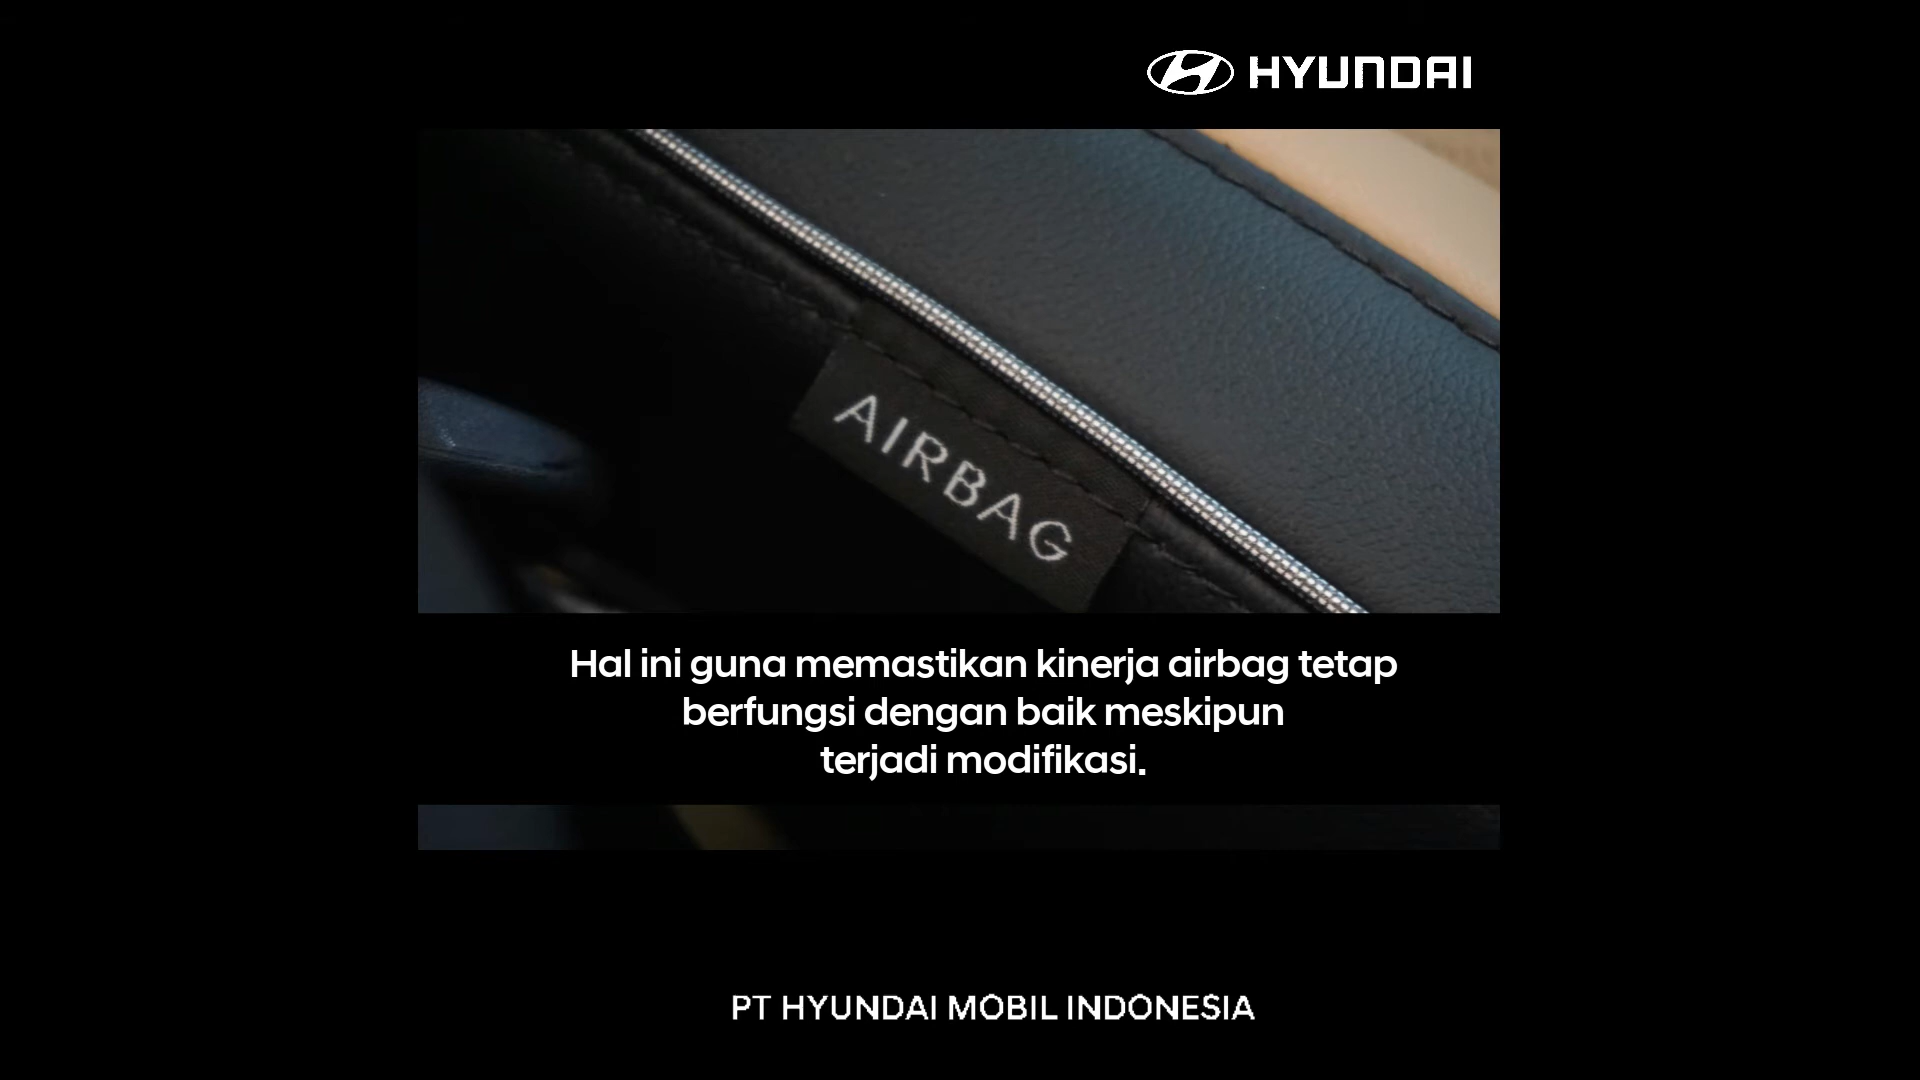 HYUNDAI
AIRBAG
Hal ini guna memastikan kinerja airbag tetap
berfungsi dengan baik meskipun
terjadi modifikasi.
PT HYUNDAI MOBIL INDONESIA